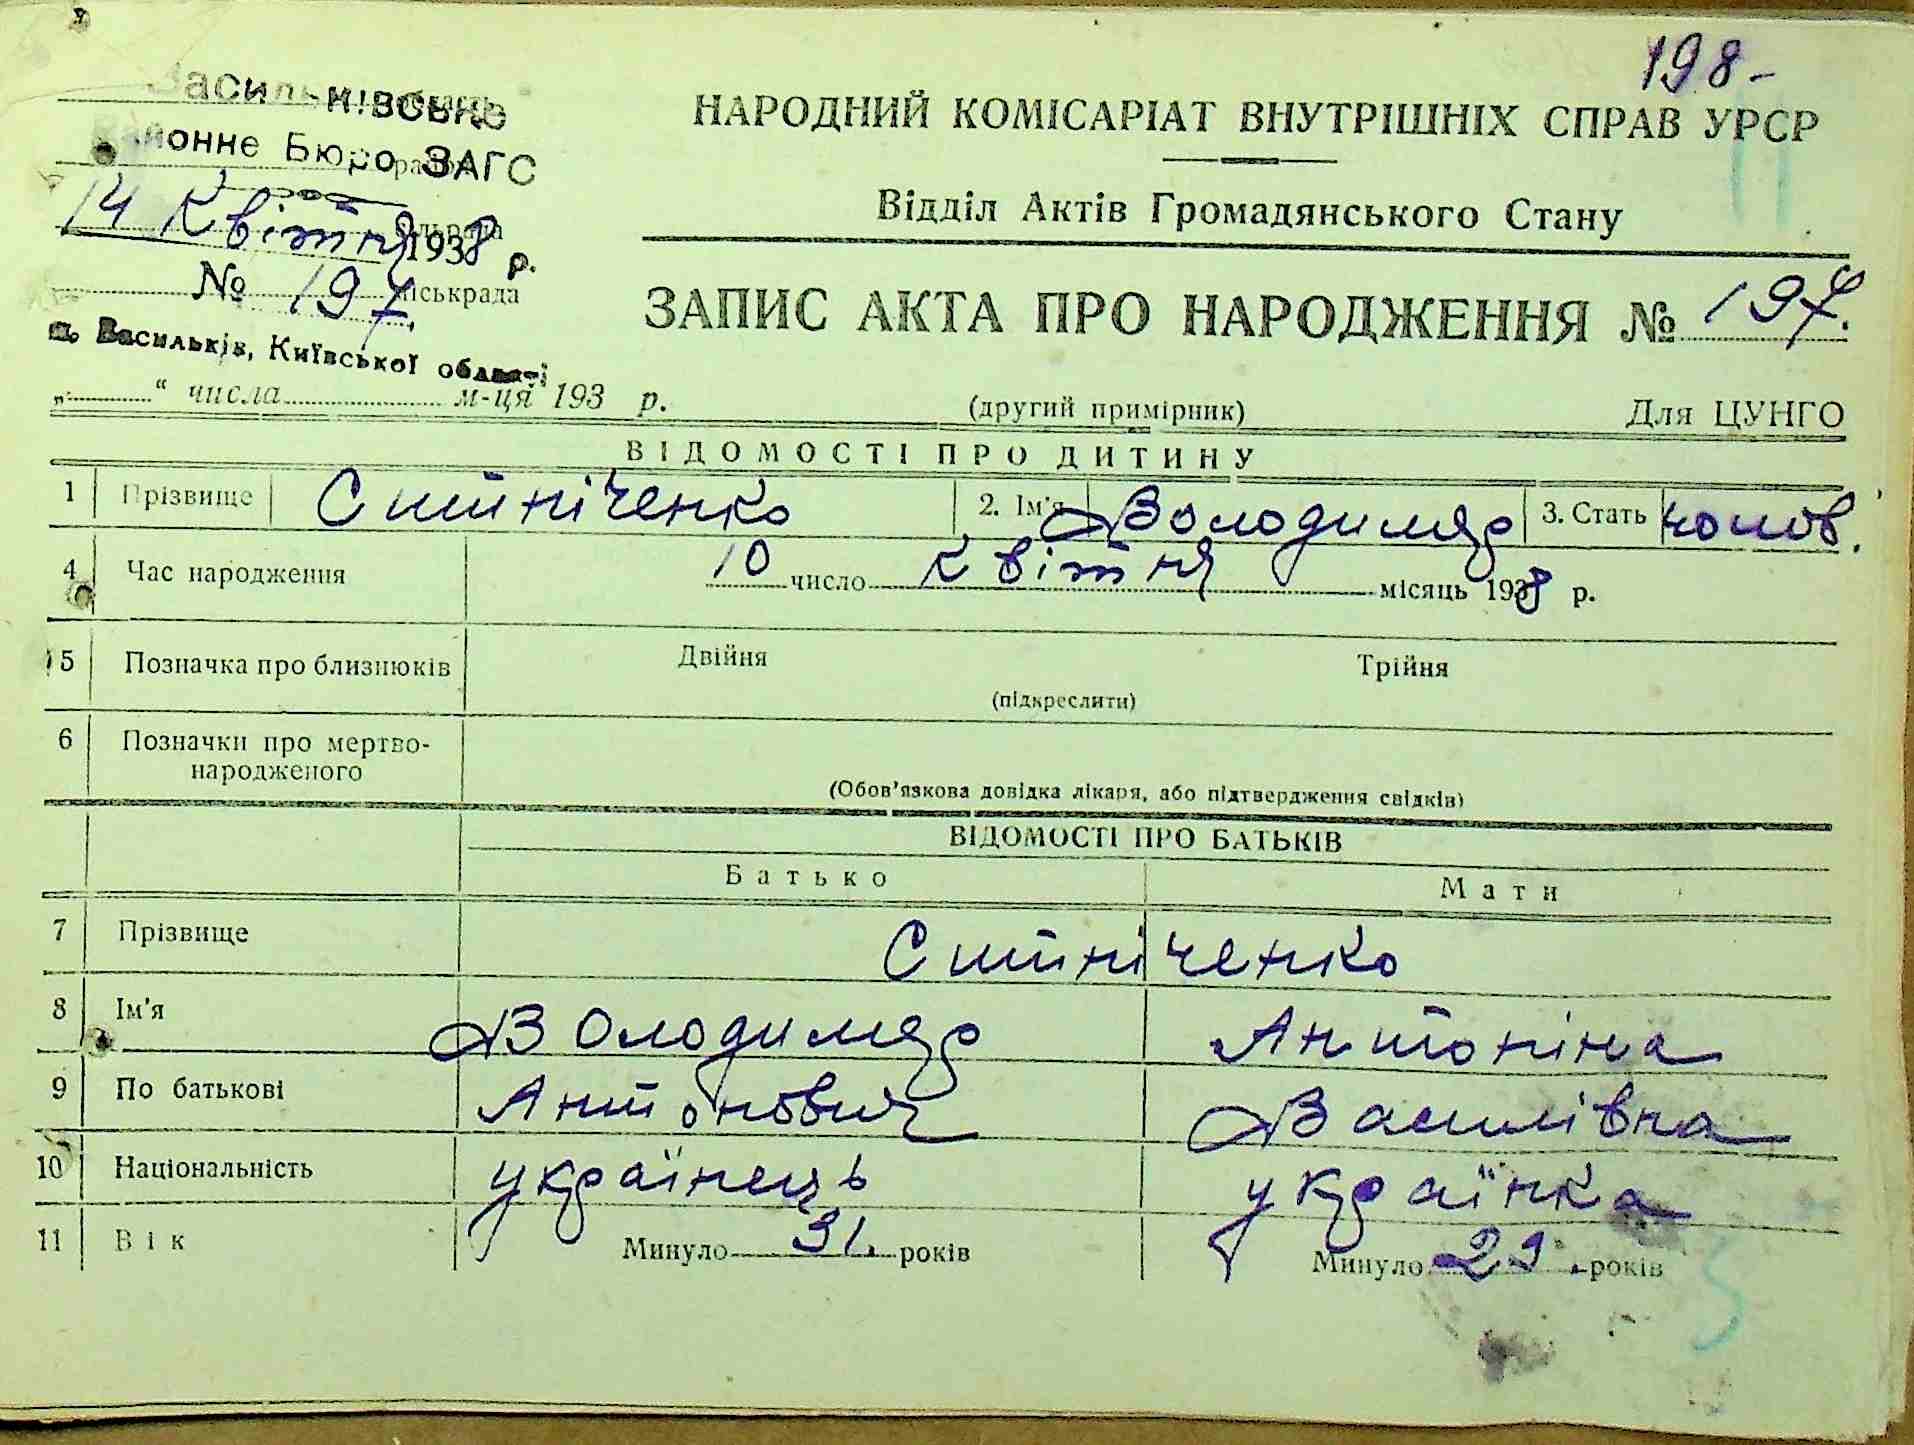 198-
Васильківське
Районне Бюро ЗАГС
14 Квітня 1938 р.
№ 197. міськрада
м. Васильків, Київської області
„ “ числа м-ця 193 р.
НАРОДНИЙ КОМІСАРІАТ ВНУТРІШНІХ СПРАВ УРСР
Відділ Актів Громадянського Стану
ЗАПИС АКТА ПРО НАРОДЖЕННЯ № 197.
(другий примірник) Для ЦУНГО
ВІДОМОСТІ ПРО ДИТИНУ
1 Прізвище Ситніченко 2. Ім'я Володимяр 3. Стать чолов.
4 Час народження 10 число квітня місяць 1938 р.
5 Позначка про близнюків Двійня Трійня
(підкреслити)
6 Позначки про мертво-
народженого
(Обов'язкова довідка лікаря, або підтвердження свідків)
ВІДОМОСТІ ПРО БАТЬКІВ
Батько Мати
7 Прізвище Ситніченко
8 Ім'я Володимяр Антоніна
9 По батькові Антонович Василівна
10 Національність українець українка
11 Вік Минуло 31. років Минуло 29. років